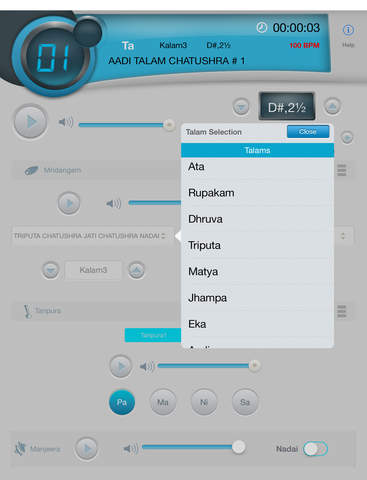 01
00:00:03
Ta Kalam3 D#,2½ 100 BPM
Help
AADI TALAM CHATUSHRA # 1
D#,2½
Talam Selection Close
Talams
Ata
Rupakam
Dhruva
Triputa
Matya
Jhampa
Eka
Mridangam
TRIPUTA CHATUSHRA JATI CHATUSHRA NADAI
Kalam3
Tanpura
Tanpura1
Pa Ma Ni Sa
Manjeera Nadai